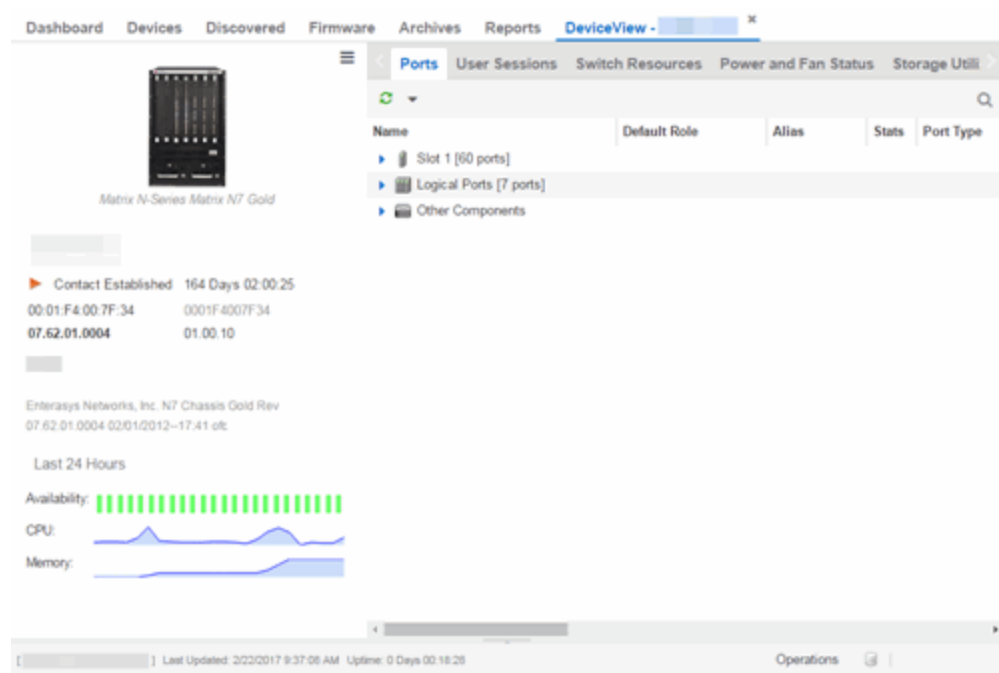 Dashboard Devices Discovered Firmware Archives Reports DeviceView -
Ports User Sessions Switch Resources Power and Fan Status Storage Utili
Name Default Role Alias Stats Port Type
Slot 1 [60 ports]
Logical Ports [7 ports]
Other Components
Matrix N-Series Matrix N7 Gold
Contact Established 164 Days 02:00:25
00:01:F4:00:7F:34 0001F4007F34
07.62.01.0004 01.00.10
Enterasys Networks, Inc. N7 Chassis Gold Rev
07.62.01.0004 02/01/2012--17:41 ofc
Last 24 Hours
Availability:
CPU:
Memory:
[ ] Last Updated: 2/22/2017 9:37:06 AM Uptime: 0 Days 00:18:28 Operations